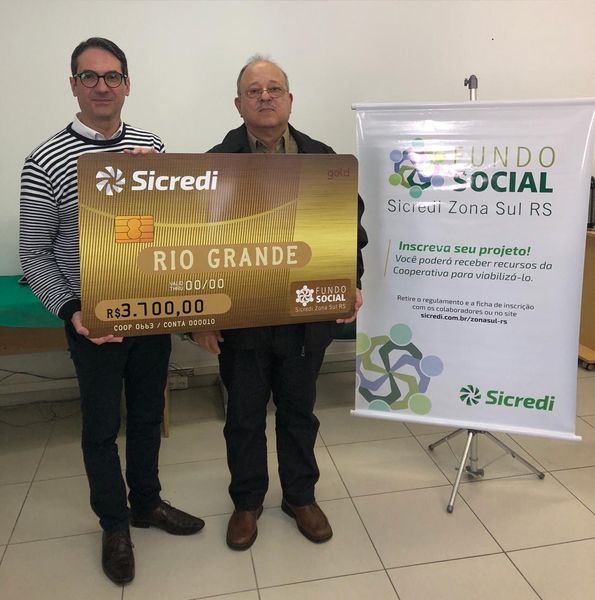 Sicredi
gold
RIO GRANDE
VALID
THRU 00/00
R$3.700,00
COOP 0663 / CONTA 000010
FUNDO
SOCIAL
Sicredi Zona Sul RS
FUNDO
SOCIAL
Sicredi Zona Sul RS
Inscreva seu projeto!
Você poderá receber recursos da
Cooperativa para viabilizá-lo.
Retire o regulamento e a ficha de inscrição
com os colaboradores ou no site
sicredi.com.br/zonasul-rs
Sicredi